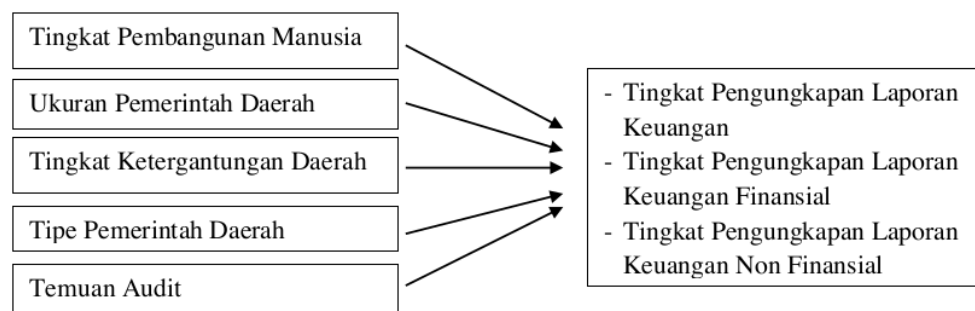 Tingkat Pembangunan Manusia
Ukuran Pemerintah Daerah
Tingkat Ketergantungan Daerah
Tipe Pemerintah Daerah
Temuan Audit
- Tingkat Pengungkapan Laporan
Keuangan
- Tingkat Pengungkapan Laporan
Keuangan Finansial
- Tingkat Pengungkapan Laporan
Keuangan Non Finansial